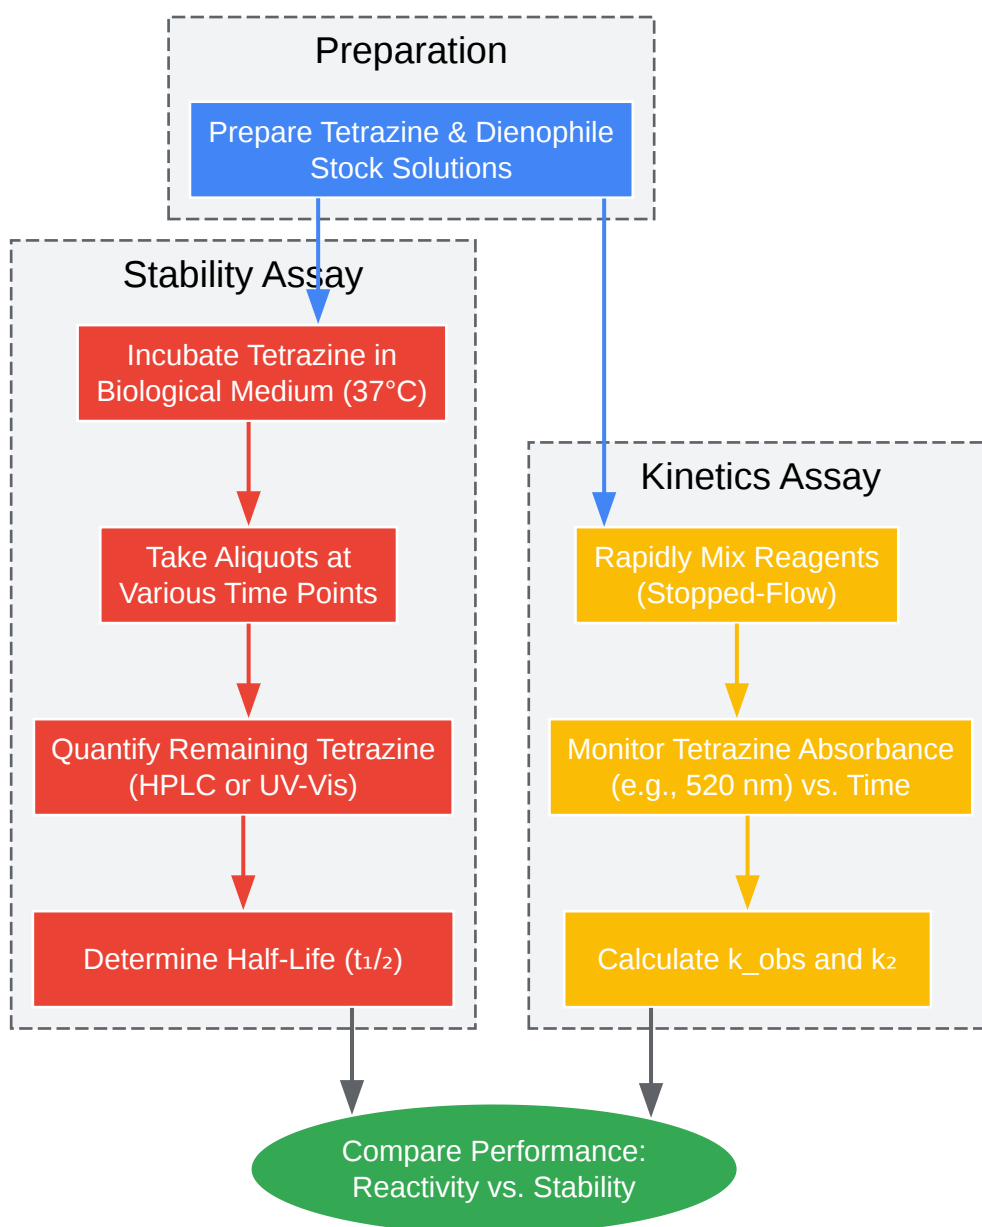 Preparation
Prepare Tetrazine & Dienophile
Stock Solutions
Stability Assay
Incubate Tetrazine in
Biological Medium (37°C)
Take Aliquots at
Various Time Points
Quantify Remaining Tetrazine
(HPLC or UV-Vis)
Determine Half-Life (t₁/₂)
Kinetics Assay
Rapidly Mix Reagents
(Stopped-Flow)
Monitor Tetrazine Absorbance
(e.g., 520 nm) vs. Time
Calculate k_obs and k₂
Compare Performance:
Reactivity vs. Stability